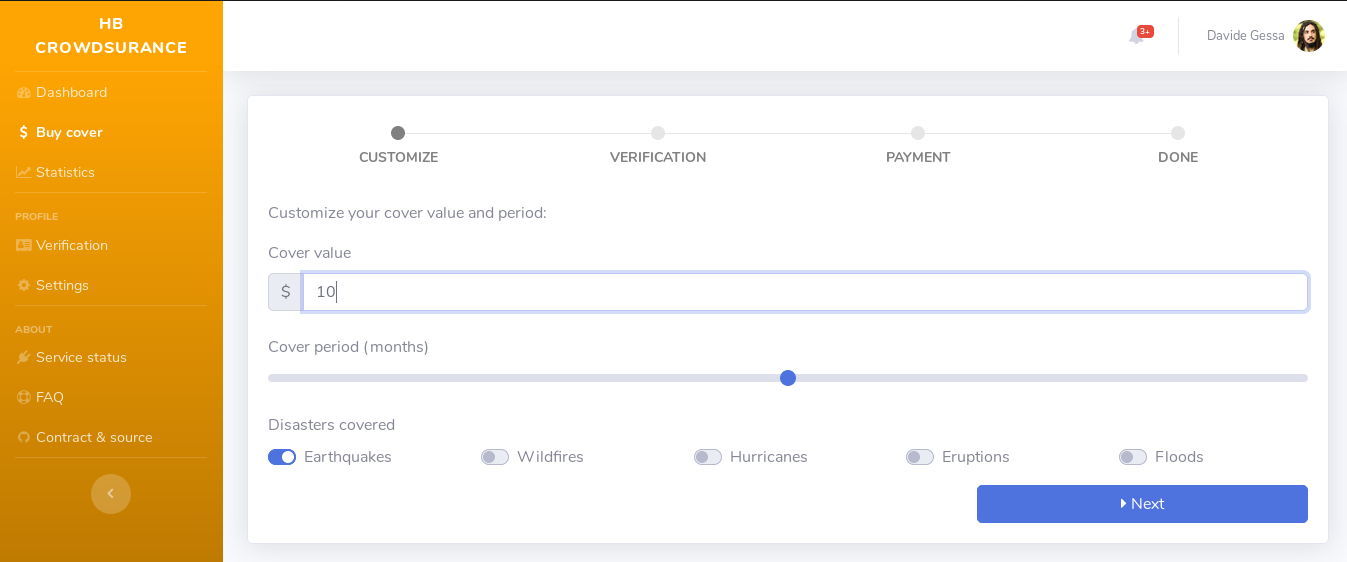 HB
CROWDSURANCE
Dashboard
$ Buy cover
Statistics
PROFILE
Verification
Settings
ABOUT
Service status
FAQ
Contract & source
3+
Davide Gessa
CUSTOMIZE
VERIFICATION
PAYMENT
DONE
Customize your cover value and period:
Cover value
$ 10
Cover period (months)
Disasters covered
Earthquakes
Wildfires
Hurricanes
Eruptions
Floods
Next